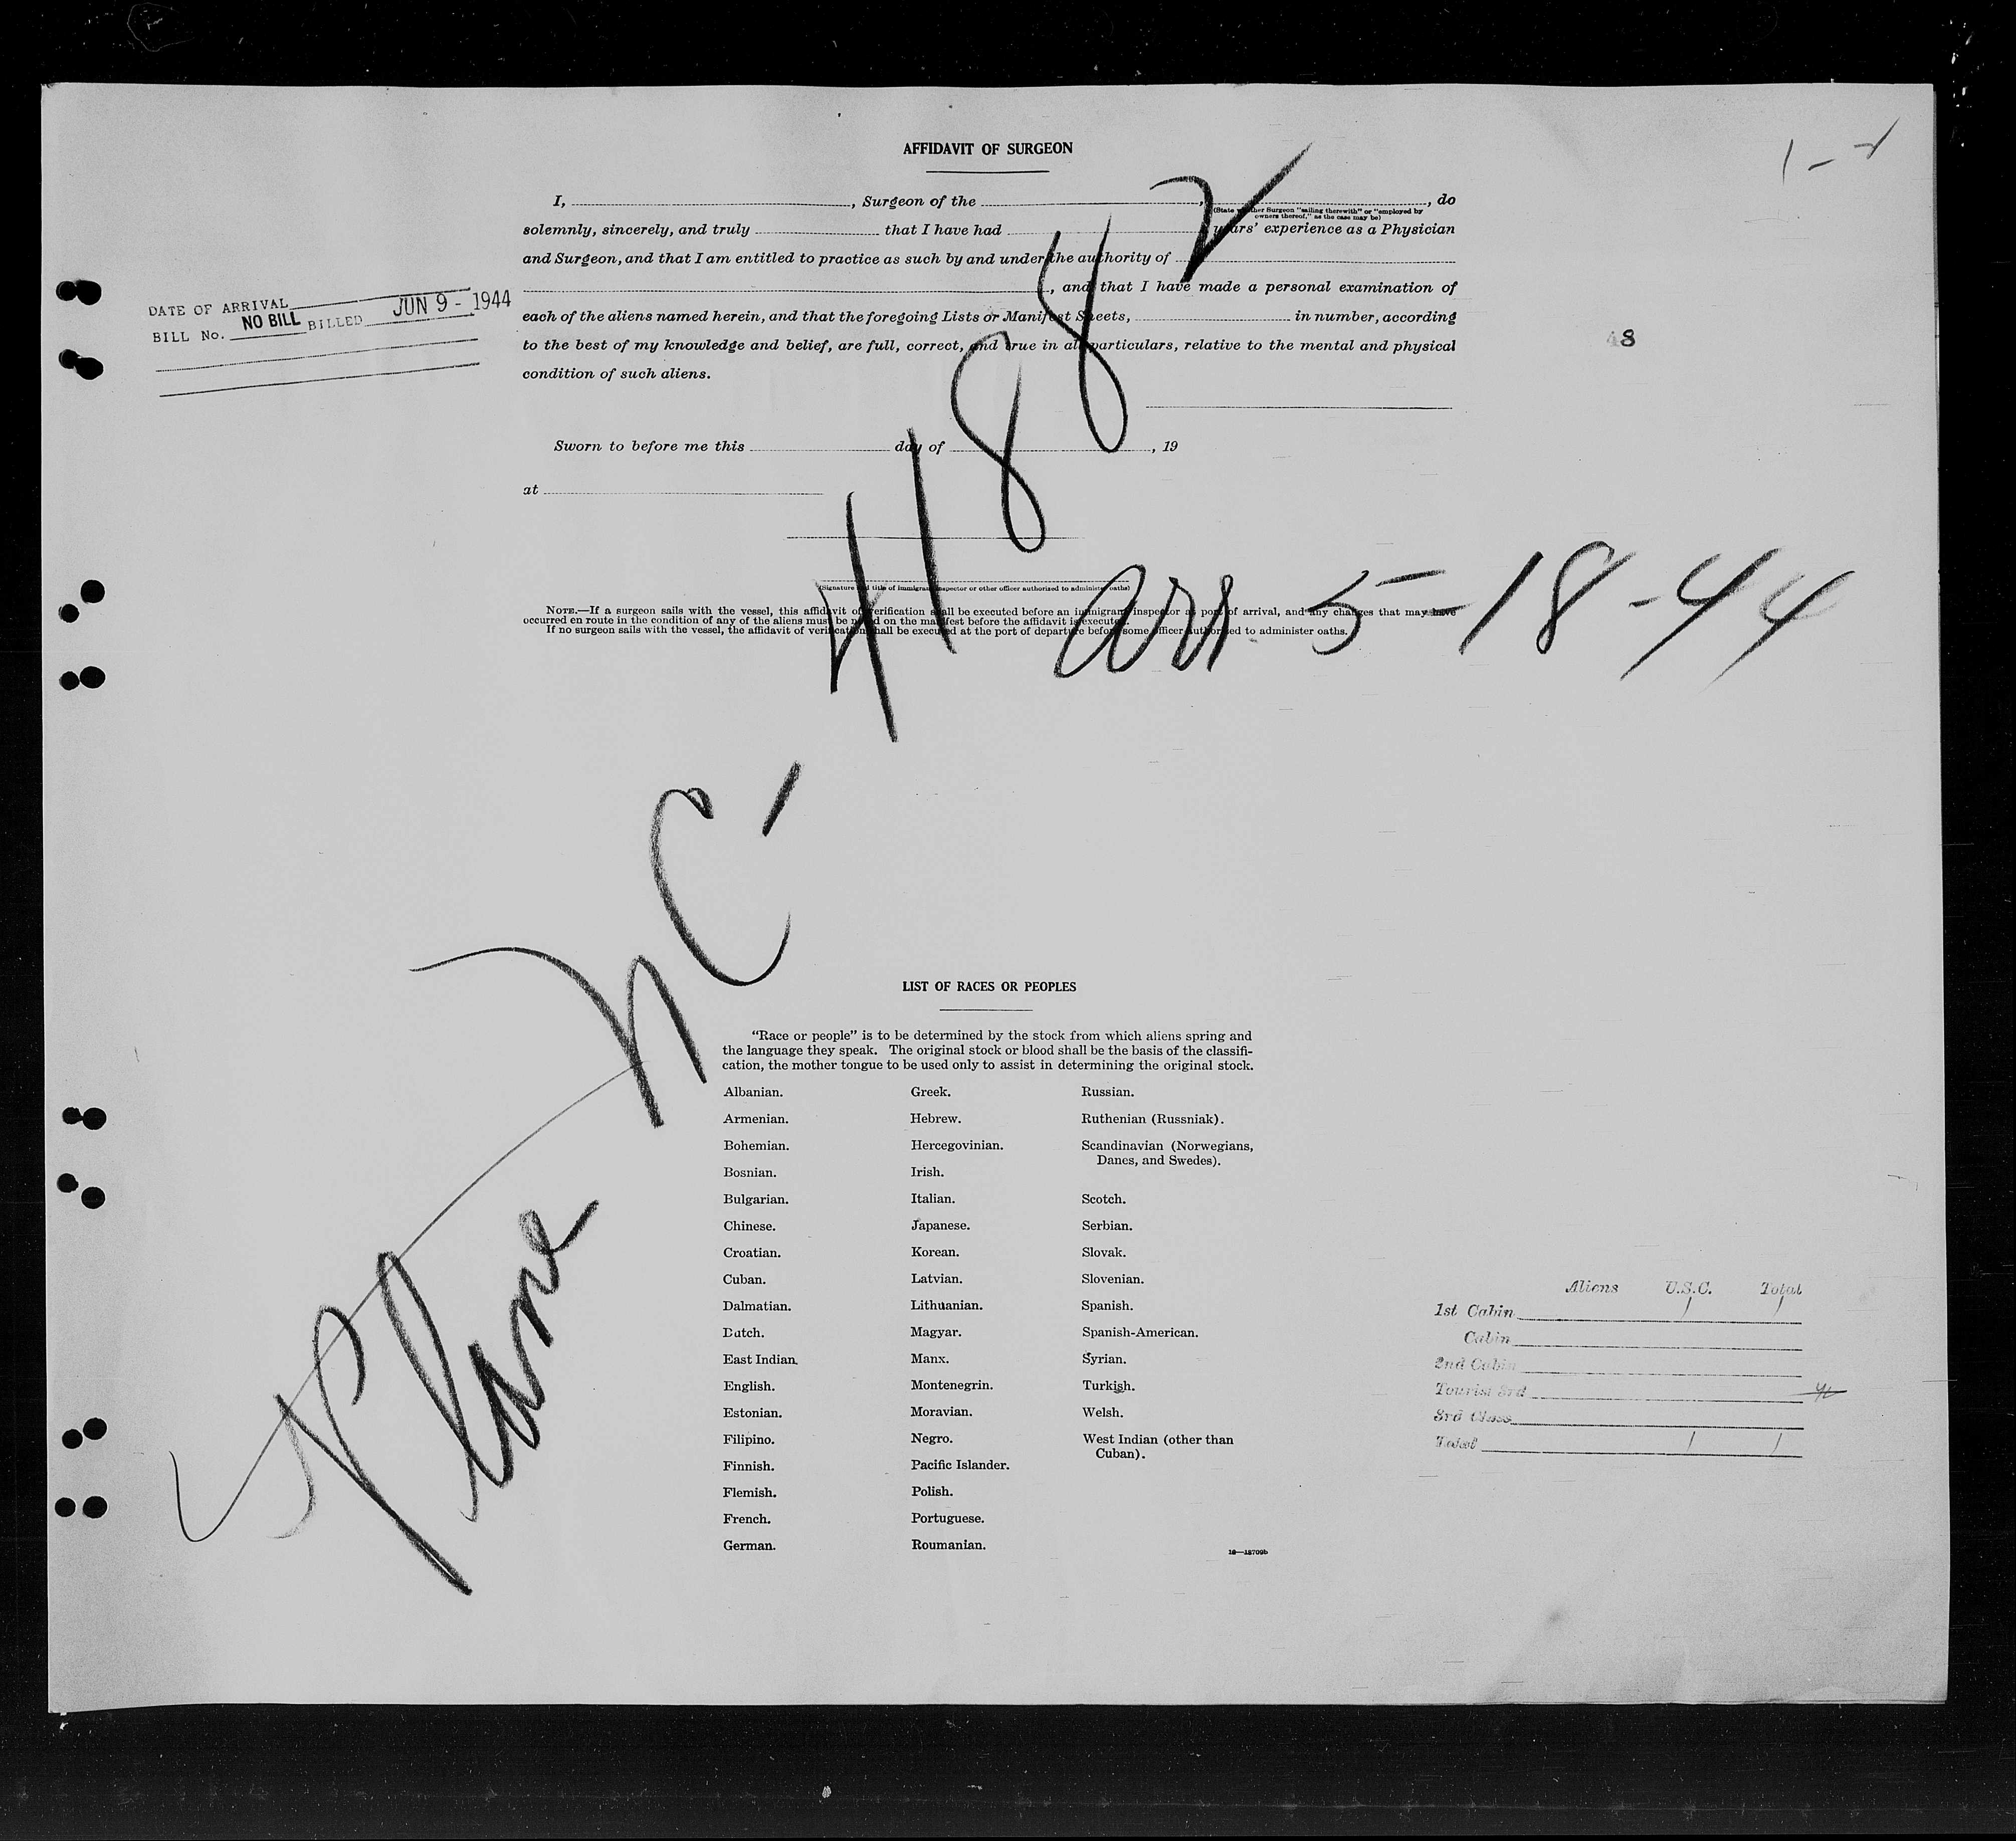 AFFIDAVIT OF SURGEON
I, , Surgeon of the , , do
(State whether Surgeon "sailing therewith" or "employed by
owners thereof," as the case may be)
solemnly, sincerely, and truly that I have had years' experience as a Physician
and Surgeon, and that I am entitled to practice as such by and under the authority of
, and that I have made a personal examination of
each of the aliens named herein, and that the foregoing Lists or Manifest Sheets, in number, according
to the best of my knowledge and belief, are full, correct, and true in all particulars, relative to the mental and physical
condition of such aliens.
DATE OF ARRIVAL
BILL No. NO BILL BILLED JUN 9 - 1944
48
Sworn to before me this day of , 19
at
(Signature and title of immigrant inspector or other officer authorized to administer oaths)
NOTE.—If a surgeon sails with the vessel, this affidavit of verification shall be executed before an immigrant inspector at port of arrival, and any changes that may have
occurred en route in the condition of any of the aliens must be noted on the manifest before the affidavit is executed.
If no surgeon sails with the vessel, the affidavit of verification shall be executed at the port of departure before some officer authorized to administer oaths.
Plane NC-41882
arr 5-18-44
LIST OF RACES OR PEOPLES
"Race or people" is to be determined by the stock from which aliens spring and
the language they speak. The original stock or blood shall be the basis of the classifi-
cation, the mother tongue to be used only to assist in determining the original stock.
Albanian.
Armenian.
Bohemian.
Bosnian.
Bulgarian.
Chinese.
Croatian.
Cuban.
Dalmatian.
Dutch.
East Indian.
English.
Estonian.
Filipino.
Finnish.
Flemish.
French.
German.
Greek.
Hebrew.
Hercegovinian.
Irish.
Italian.
Japanese.
Korean.
Latvian.
Lithuanian.
Magyar.
Manx.
Montenegrin.
Moravian.
Negro.
Pacific Islander.
Polish.
Portuguese.
Roumanian.
Russian.
Ruthenian (Russniak).
Scandinavian (Norwegians,
Danes, and Swedes).
Scotch.
Serbian.
Slovak.
Slovenian.
Spanish.
Spanish-American.
Syrian.
Turkish.
Welsh.
West Indian (other than
Cuban).
16—18709b
Aliens U.S.C. Total
1st Cabin 1 1
Cabin
2nd Cabin
Tourist 3rd
3rd Class
Total 1 1